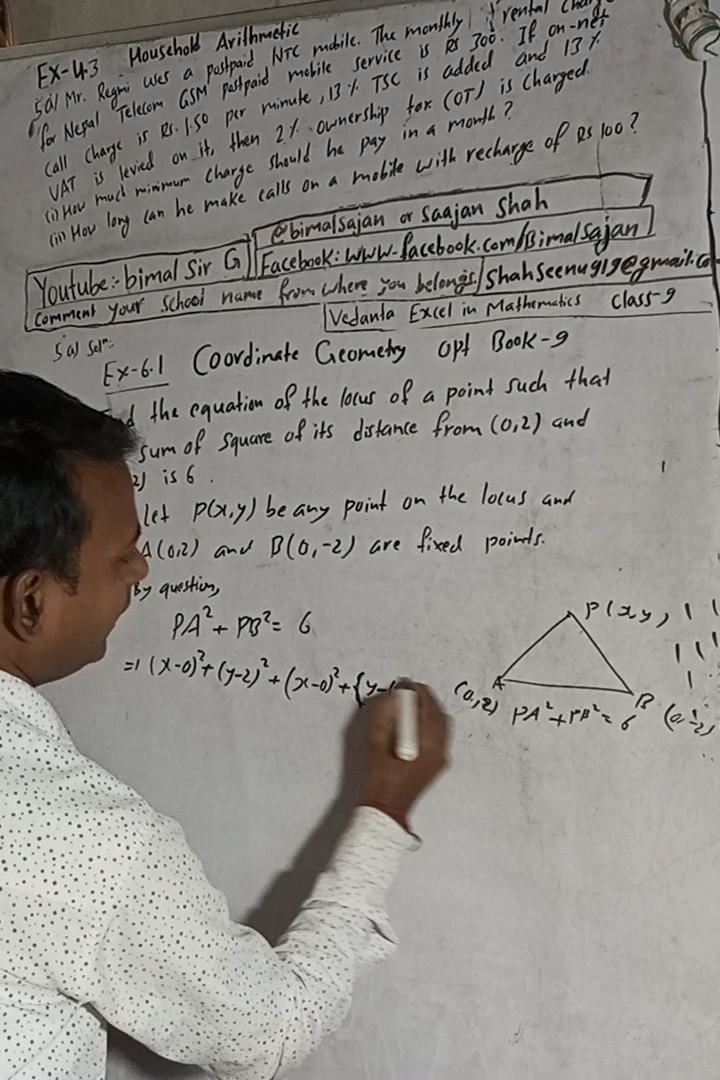 Ex-4.3 Household Arithmetic
5a) Mr. Regmi uses a postpaid NTC mobile. The monthly rental charge
for Nepal Telecom GSM postpaid mobile service is Rs 300. If on-net
call charge is Rs. 1.50 per minute, 13% TSC is added and 13%
VAT is levied on it, then 2% ownership tax (OT) is charged.
(i) How much minimum charge should he pay in a month?
(ii) How long can he make calls on a mobile with recharge of Rs 100?
@bimalsajan or Saajan Shah
Youtube:- bimal Sir G
Facebook: www.facebook.com/Bimalsajan
Comment your school name from where you belongs.
Shahseenu919@gmail.co
Vedanta Excel in Mathematics Class-9
5a) Solⁿ:-
Ex-6.1 Coordinate Geometry opt Book-9
the equation of the locus of a point such that
sum of square of its distance from (0,2) and
2) is 6.
let P(x,y) be any point on the locus and
A(0,2) and B(0,-2) are fixed points.
By question,
PA²+PB²=6
=) (x-0)²+(y-2)²+(x-0)²+{y-(
P(x,y)
A
(0,2)
B
(0,-2)
PA²+PB²=6